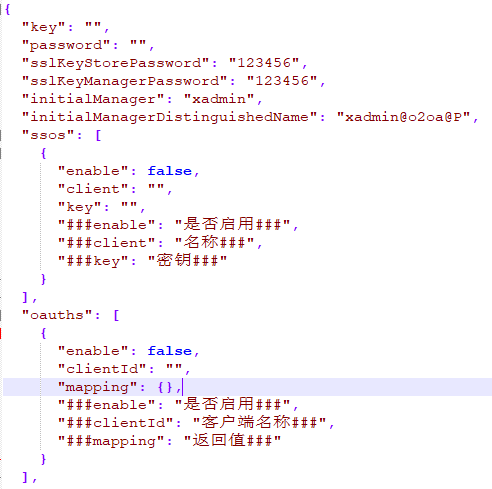 {
"key": "",
"password": "",
"sslKeyStorePassword": "123456",
"sslKeyManagerPassword": "123456",
"initialManager": "xadmin",
"initialManagerDistinguishedName": "xadmin@o2oa@P",
"ssos": [
{
"enable": false,
"client": "",
"key": "",
"###enable": "是否启用###",
"###client": "名称###",
"###key": "密钥###"
}
],
"oauths": [
{
"enable": false,
"clientId": "",
"mapping": {},
"###enable": "是否启用###",
"###clientId": "客户端名称###",
"###mapping": "返回值###"
}
],